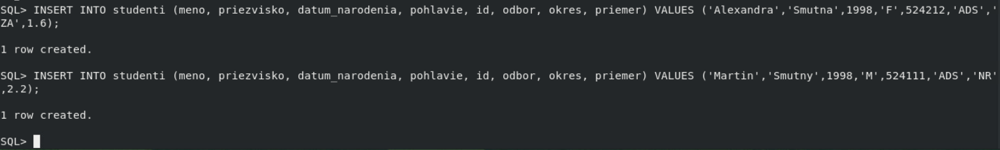 SQL> INSERT INTO studenti (meno, priezvisko, datum_narodenia, pohlavie, id, odbor, okres, priemer) VALUES ('Alexandra','Smutna',1998,'F',524212,'ADS','
ZA',1.6);
1 row created.
SQL> INSERT INTO studenti (meno, priezvisko, datum_narodenia, pohlavie, id, odbor, okres, priemer) VALUES ('Martin','Smutny',1998,'M',524111,'ADS','NR'
,2.2);
1 row created.
SQL>